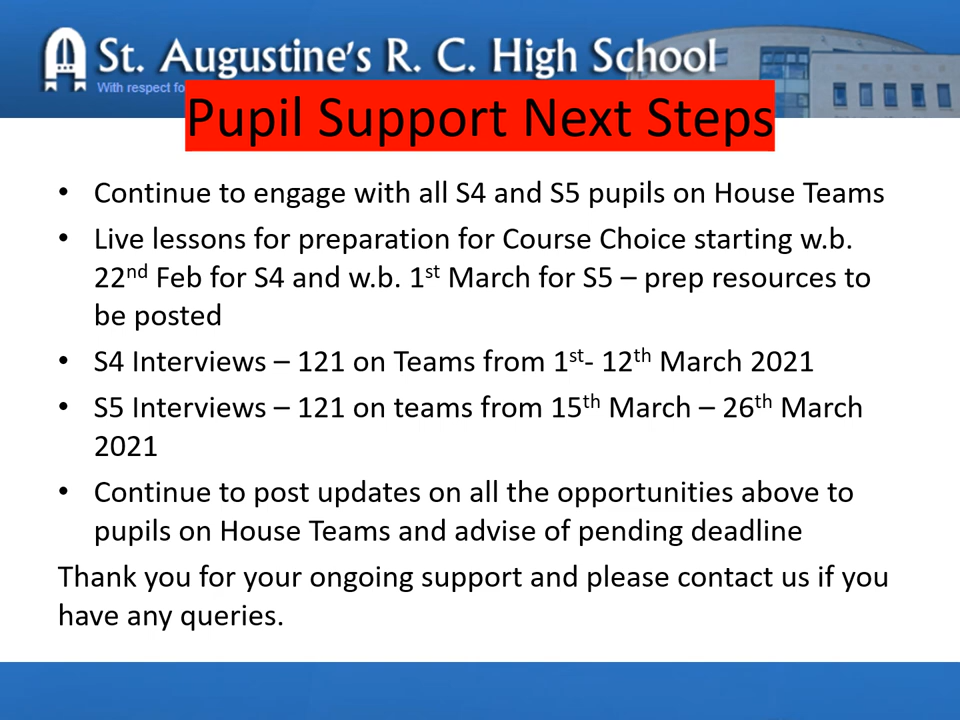 St. Augustine's R. C. High School
With respect fo
Pupil Support Next Steps
• Continue to engage with all S4 and S5 pupils on House Teams
• Live lessons for preparation for Course Choice starting w.b.
22nd Feb for S4 and w.b. 1st March for S5 – prep resources to
be posted
• S4 Interviews – 121 on Teams from 1st- 12th March 2021
• S5 Interviews – 121 on teams from 15th March – 26th March
2021
• Continue to post updates on all the opportunities above to
pupils on House Teams and advise of pending deadline
Thank you for your ongoing support and please contact us if you
have any queries.